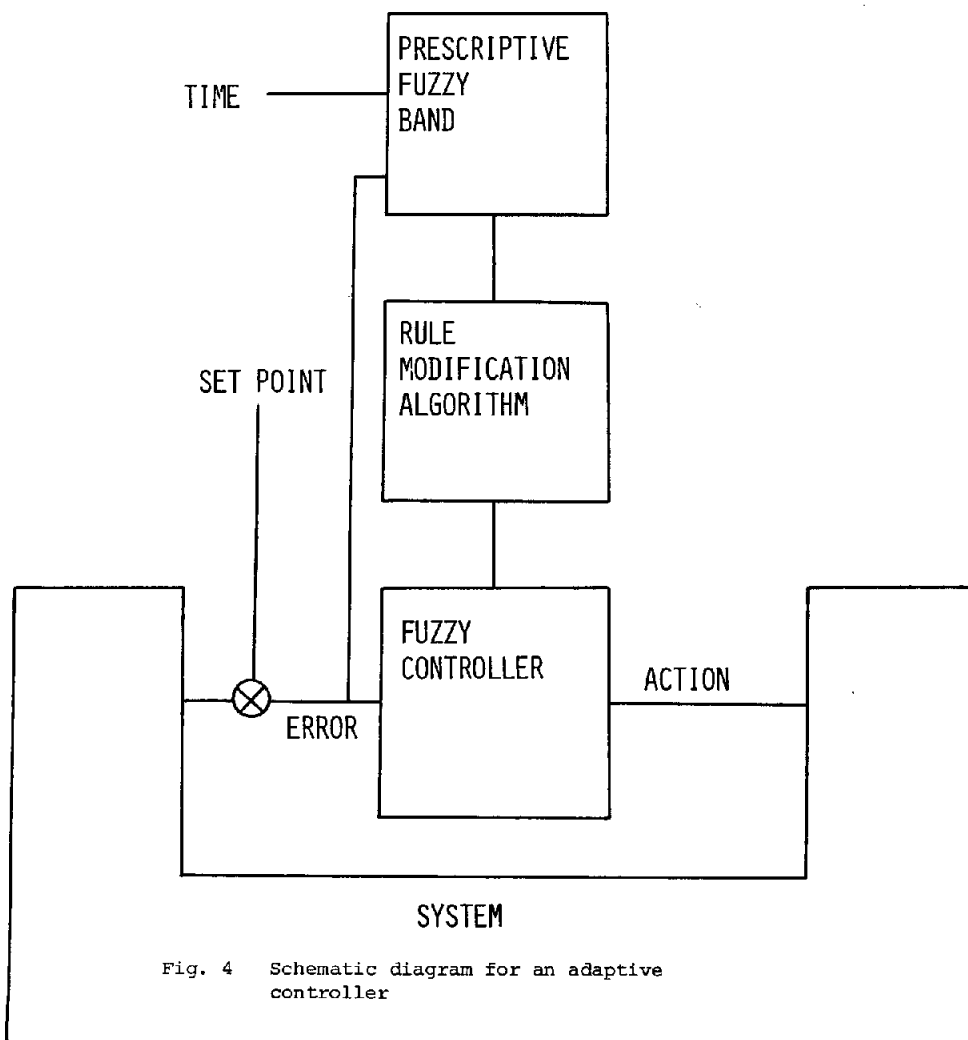 PRESCRIPTIVE
FUZZY
BAND
TIME
RULE
MODIFICATION
ALGORITHM
SET POINT
FUZZY
CONTROLLER
ACTION
ERROR
SYSTEM
Fig. 4 Schematic diagram for an adaptive
controller